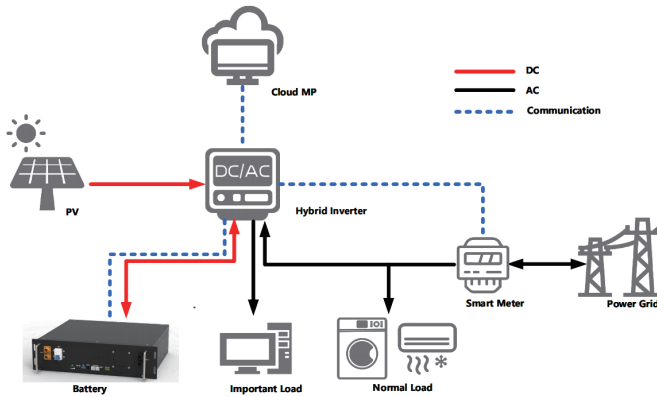 Cloud MP
DC
AC
Communication
DC/AC
PV
Hybrid Inverter
Smart Meter
Power Grid
Battery
Important Load
Normal Load